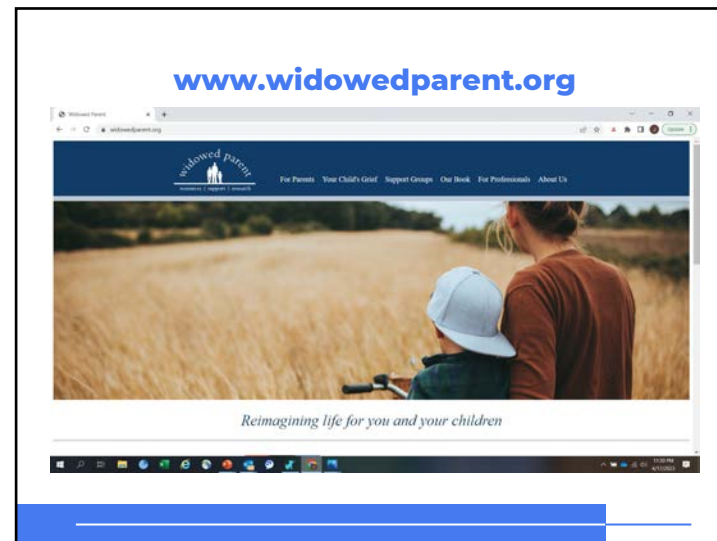 www.widowedparent.org
Widowed Parent
widowedparent.org
widowed parent
resources | support | research
For Parents Your Child's Grief Support Groups Our Book For Professionals About Us
Reimagining life for you and your children